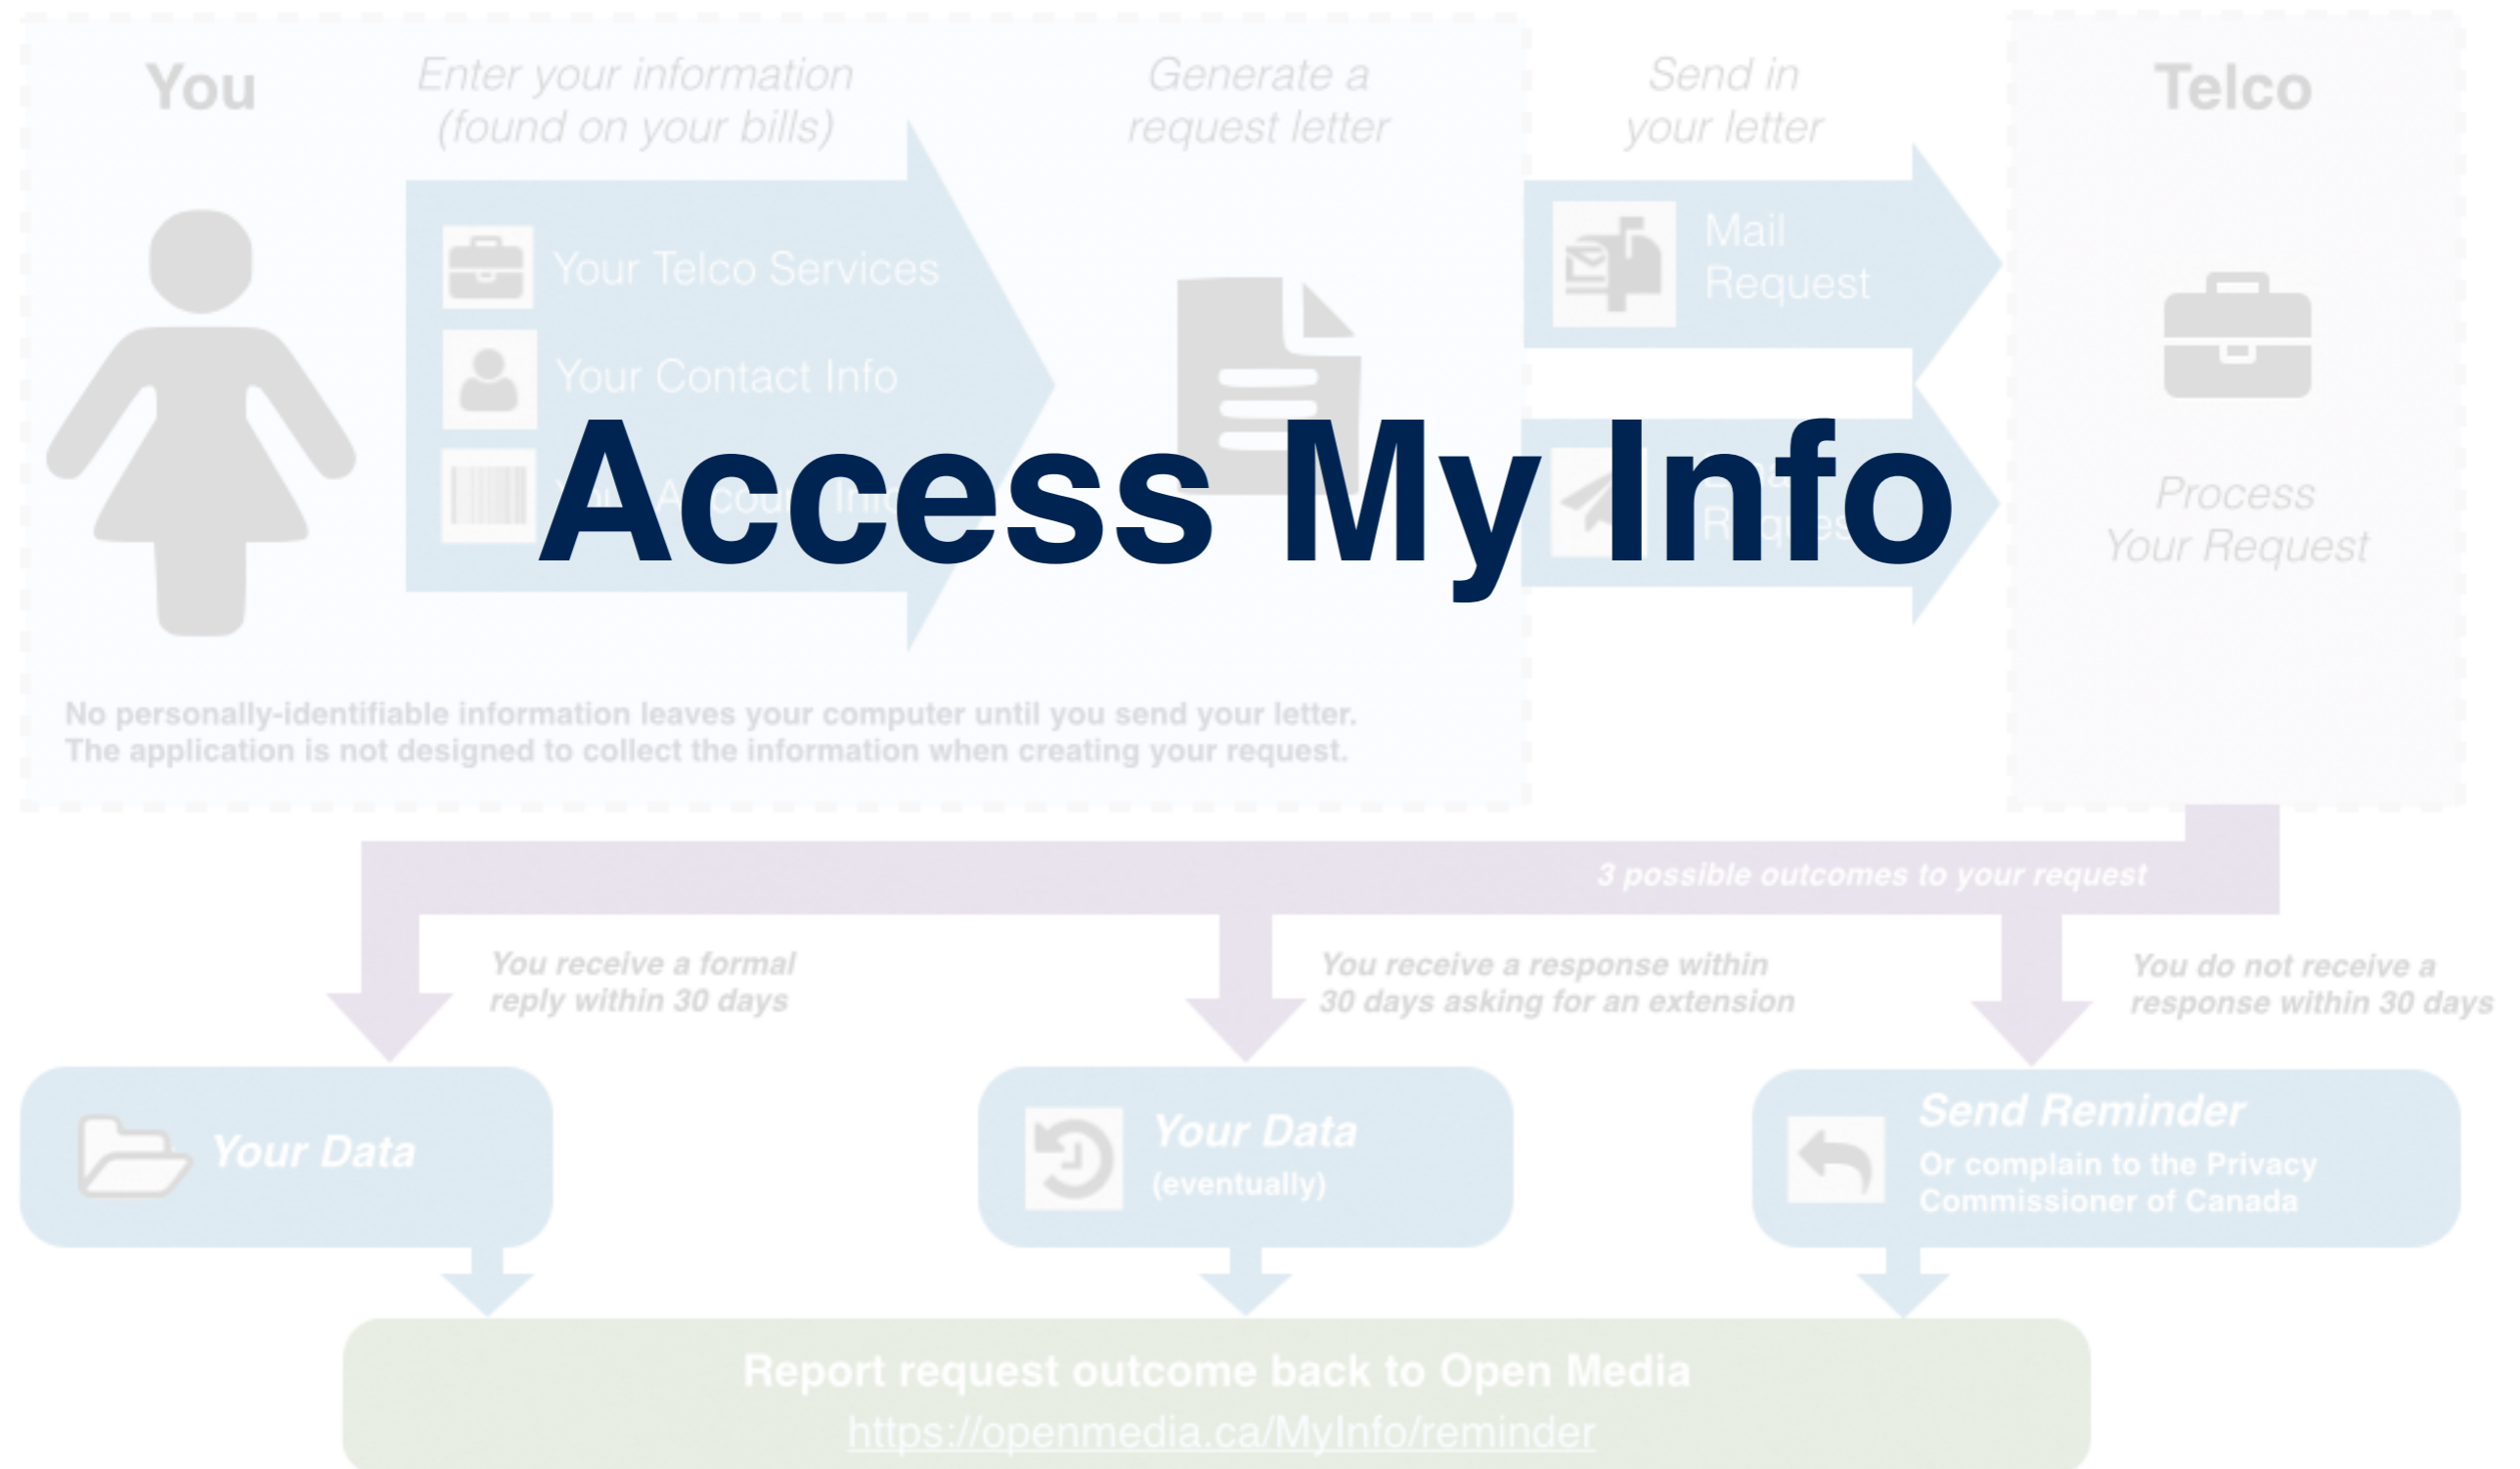 You
Enter your information
(found on your bills)
Generate a
request letter
Send in
your letter
Telco
Your Telco Services
Your Contact Info
Mail
Request
Access My Info
Process
Your Request
No personally-identifiable information leaves your computer until you send your letter.
The application is not designed to collect the information when creating your request.
3 possible outcomes to your request
You receive a formal
reply within 30 days
You receive a response within
30 days asking for an extension
You do not receive a
response within 30 days
Your Data
Your Data
(eventually)
Send Reminder
Or complain to the Privacy
Commissioner of Canada
Report request outcome back to Open Media
https://openmedia.ca/MyInfo/reminder